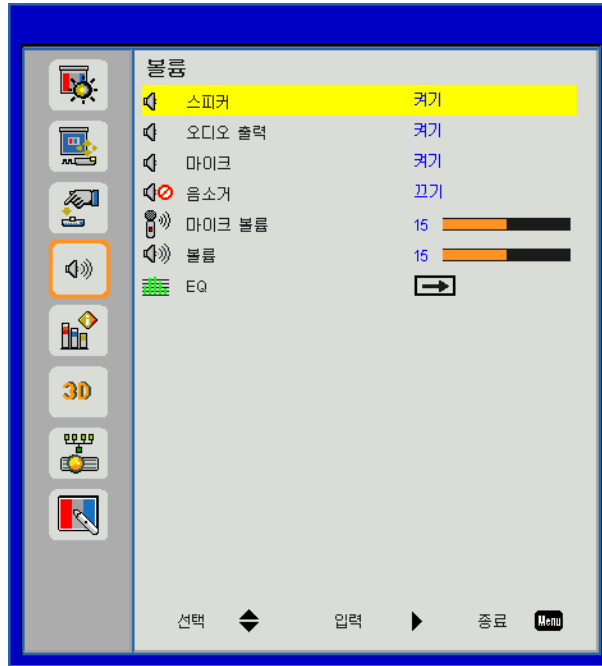 볼륨
스피커 켜기
오디오 출력 켜기
마이크 켜기
음소거 끄기
마이크 볼륨 15
볼륨 15
EQ
3D
선택 입력 종료 Menu